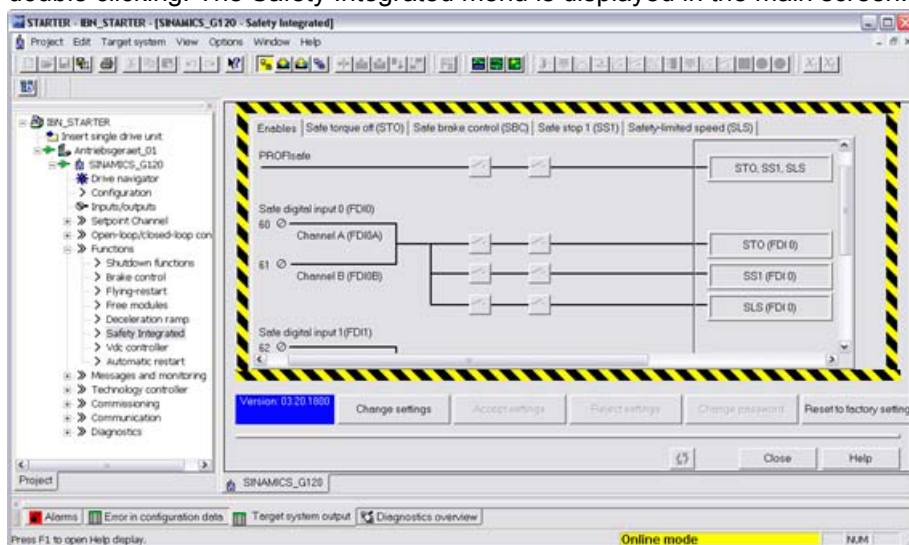 double-clicking. The Safety Integrated menu is displayed in the main screen.
STARTER - IBN_STARTER - [SINAMICS_G120 - Safety Integrated]
Project Edit Target system View Options Window Help
IBN_STARTER
Insert single drive unit
Antriebsgeraet_01
SINAMICS_G120
Drive navigator
Configuration
Inputs/outputs
Setpoint Channel
Open-loop/closed-loop con
Functions
Shutdown functions
Brake control
Flying-restart
Free modules
Deceleration ramp
Safety Integrated
Vdc controller
Automatic restart
Messages and monitoring
Technology controller
Commissioning
Communication
Diagnostics
Project
Enables Safe torque off (STO) Safe brake control (SBC) Safe stop 1 (SS1) Safety-limited speed (SLS)
PROFIsafe
STO, SS1, SLS
Safe digital input 0 (FDI0)
60
Channel A (FDI0A)
STO (FDI 0)
61
Channel B (FDI0B)
SS1 (FDI 0)
SLS (FDI 0)
Safe digital input 1(FDI1)
62
Version: 03.20.1800 Change settings Accept settings Reject settings Change password Reset to factory setting
Close Help
SINAMICS_G120
Alarms Error in configuration data Target system output Diagnostics overview
Press F1 to open Help display. Online mode NUM